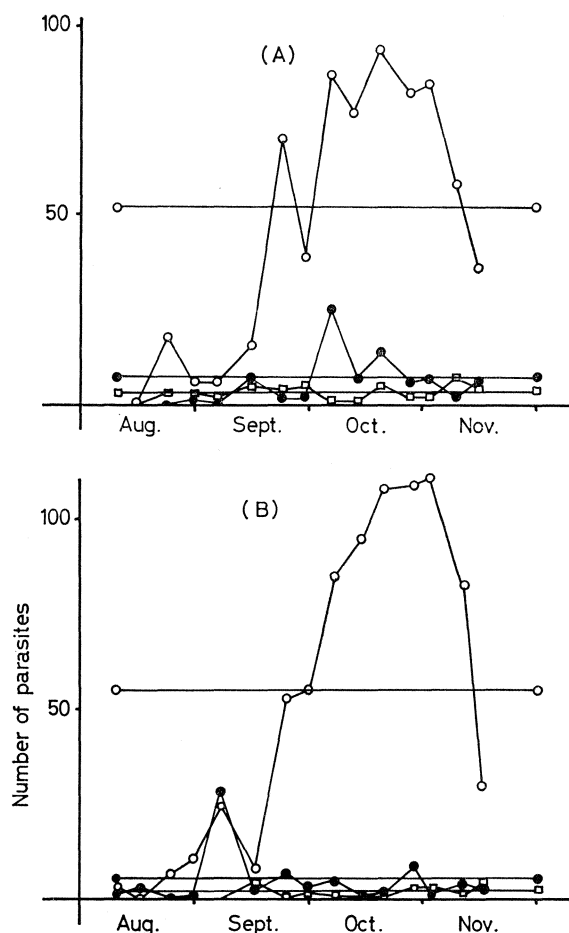 100
(A)
50
Aug. Sept. Oct. Nov.
(B)
100
Number of parasites
50
Aug. Sept. Oct. Nov.